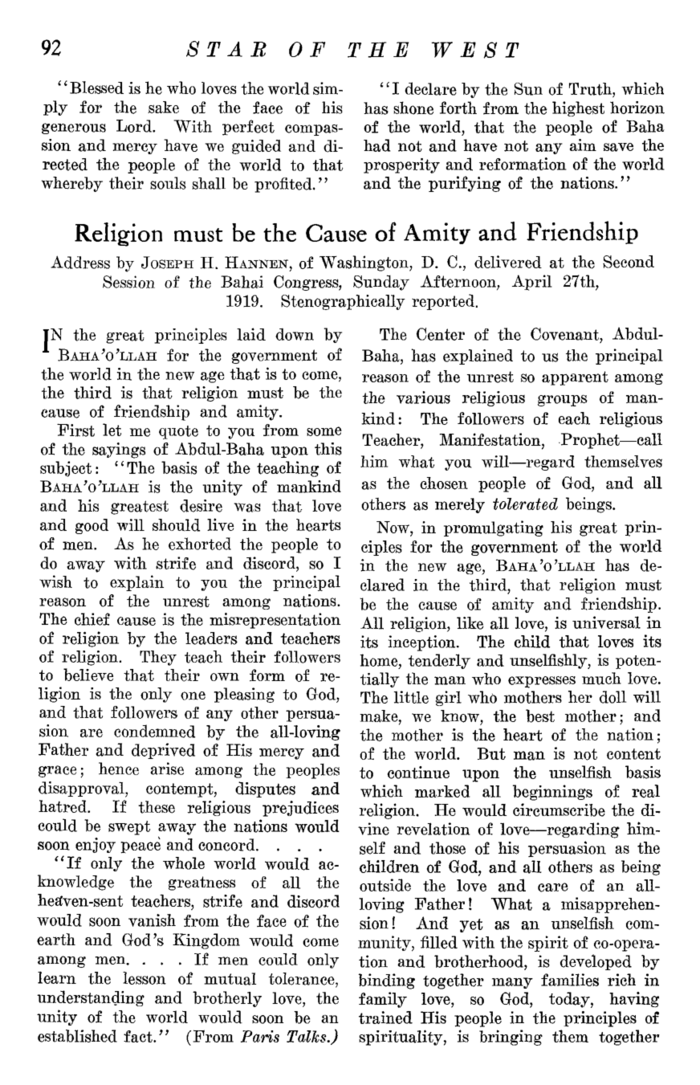 92
STAR OF THE WEST
“Blessed is he who loves the world sim-
ply for the sake of the face of his
generous Lord. With perfect compas-
sion and mercy have we guided and di-
rected the people of the world to that
whereby their souls shall be profited.”
“I declare by the Sun of Truth, which
has shone forth from the highest horizon
of the world, that the people of Baha
had not and have not any aim save the
prosperity and reformation of the world
and the purifying of the nations.”
Religion must be the Cause of Amity and Friendship
Address by JOSEPH H. HANNEN, of Washington, D. C., delivered at the Second
Session of the Bahai Congress, Sunday Afternoon, April 27th,
1919. Stenographically reported.
IN the great principles laid down by
BAHA’O’LLAH for the government of
the world in the new age that is to come,
the third is that religion must be the
cause of friendship and amity.
First let me quote to you from some
of the sayings of Abdul-Baha upon this
subject: “The basis of the teaching of
BAHA’O’LLAH is the unity of mankind
and his greatest desire was that love
and good will should live in the hearts
of men. As he exhorted the people to
do away with strife and discord, so I
wish to explain to you the principal
reason of the unrest among nations.
The chief cause is the misrepresentation
of religion by the leaders and teachers
of religion. They teach their followers
to believe that their own form of re-
ligion is the only one pleasing to God,
and that followers of any other persua-
sion are condemned by the all-loving
Father and deprived of His mercy and
grace; hence arise among the peoples
disapproval, contempt, disputes and
hatred. If these religious prejudices
could be swept away the nations would
soon enjoy peace and concord. . . .
“If only the whole world would ac-
knowledge the greatness of all the
heaven-sent teachers, strife and discord
would soon vanish from the face of the
earth and God’s Kingdom would come
among men. . . . If men could only
learn the lesson of mutual tolerance,
understanding and brotherly love, the
unity of the world would soon be an
established fact.” (From Paris Talks.)
The Center of the Covenant, Abdul-
Baha, has explained to us the principal
reason of the unrest so apparent among
the various religious groups of man-
kind: The followers of each religious
Teacher, Manifestation, Prophet—call
him what you will—regard themselves
as the chosen people of God, and all
others as merely tolerated beings.
Now, in promulgating his great prin-
ciples for the government of the world
in the new age, BAHA’O’LLAH has de-
clared in the third, that religion must
be the cause of amity and friendship.
All religion, like all love, is universal in
its inception. The child that loves its
home, tenderly and unselfishly, is poten-
tially the man who expresses much love.
The little girl who mothers her doll will
make, we know, the best mother; and
the mother is the heart of the nation;
of the world. But man is not content
to continue upon the unselfish basis
which marked all beginnings of real
religion. He would circumscribe the di-
vine revelation of love—regarding him-
self and those of his persuasion as the
children of God, and all others as being
outside the love and care of an all-
loving Father! What a misapprehen-
sion! And yet as an unselfish com-
munity, filled with the spirit of co-opera-
tion and brotherhood, is developed by
binding together many families rich in
family love, so God, today, having
trained His people in the principles of
spirituality, is bringing them together